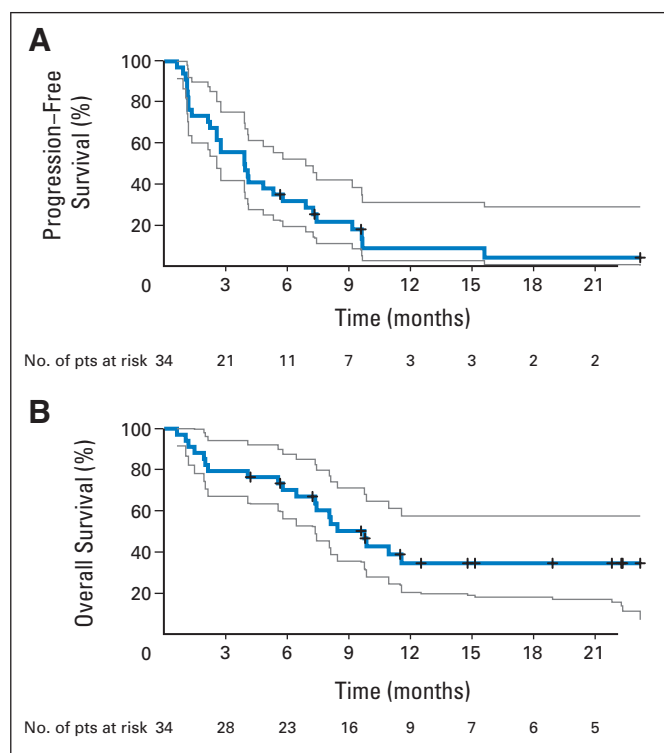 A
100
80
60
40
20
0
Progression–Free
Survival (%)
3 6 9 12 15 18 21
Time (months)
No. of pts at risk 34 21 11 7 3 3 2 2
B
100
80
60
40
20
0
Overall Survival (%)
3 6 9 12 15 18 21
Time (months)
No. of pts at risk 34 28 23 16 9 7 6 5